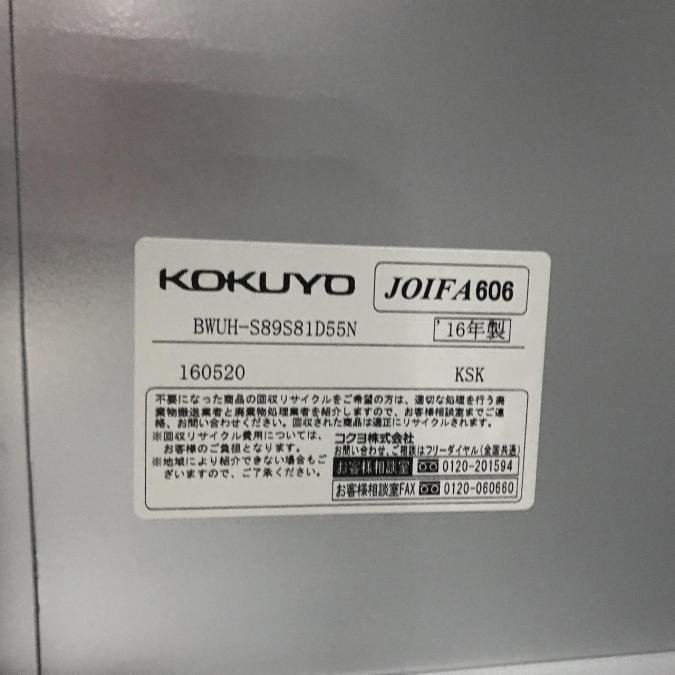 KOKUYO
JOIFA606
BWUH-S89S81D55N
'16年製
160520
KSK
不要になった商品の回収リサイクルをご希望の方は、適切な処理を行う廃
棄物搬送業者と廃棄物処理業者を紹介しますので、お客様相談室までご連
絡、お問い合わせください。回収された商品は適正にリサイクルされます。
※回収リサイクル費用については、
お客様のご負担となります。
※地域により紹介できない場合もご
ざいますので、ご了承ください。
コクヨ株式会社
お問い合わせ、ご相談はフリーダイヤル(全国共通)
お客様相談室 0120-201594
お客様相談室FAX 0120-060660